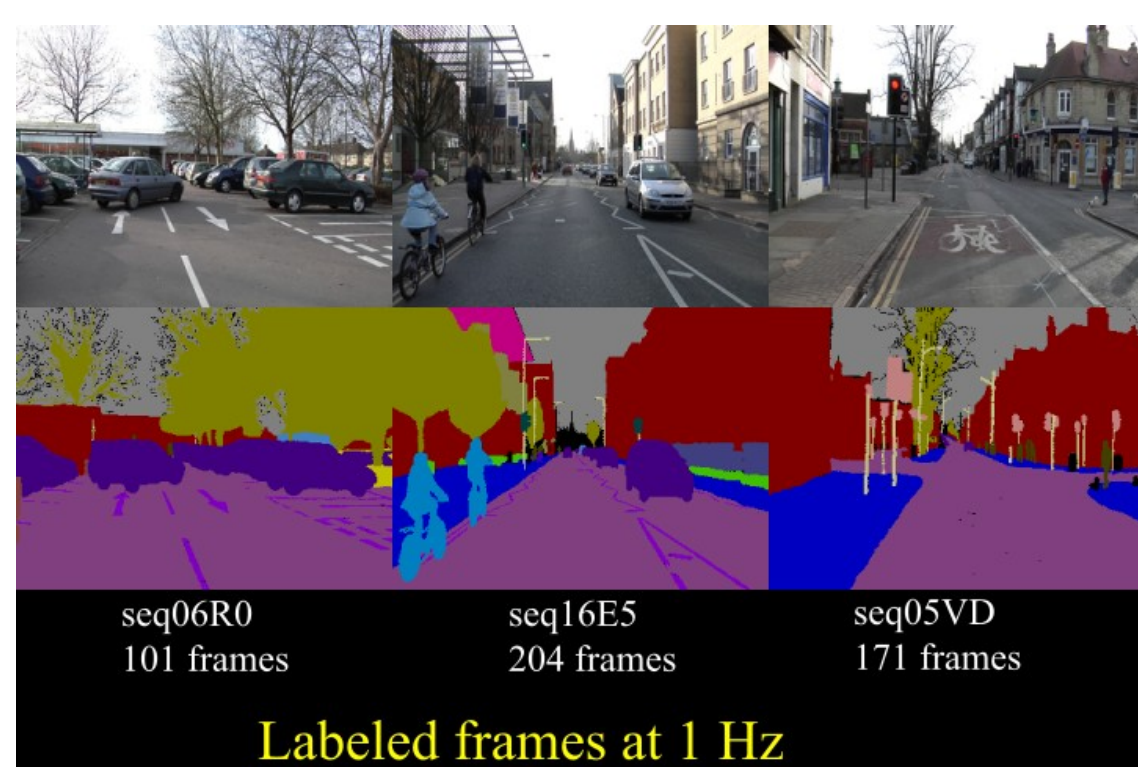 seq06R0
101 frames
seq16E5
204 frames
seq05VD
171 frames
Labeled frames at 1 Hz